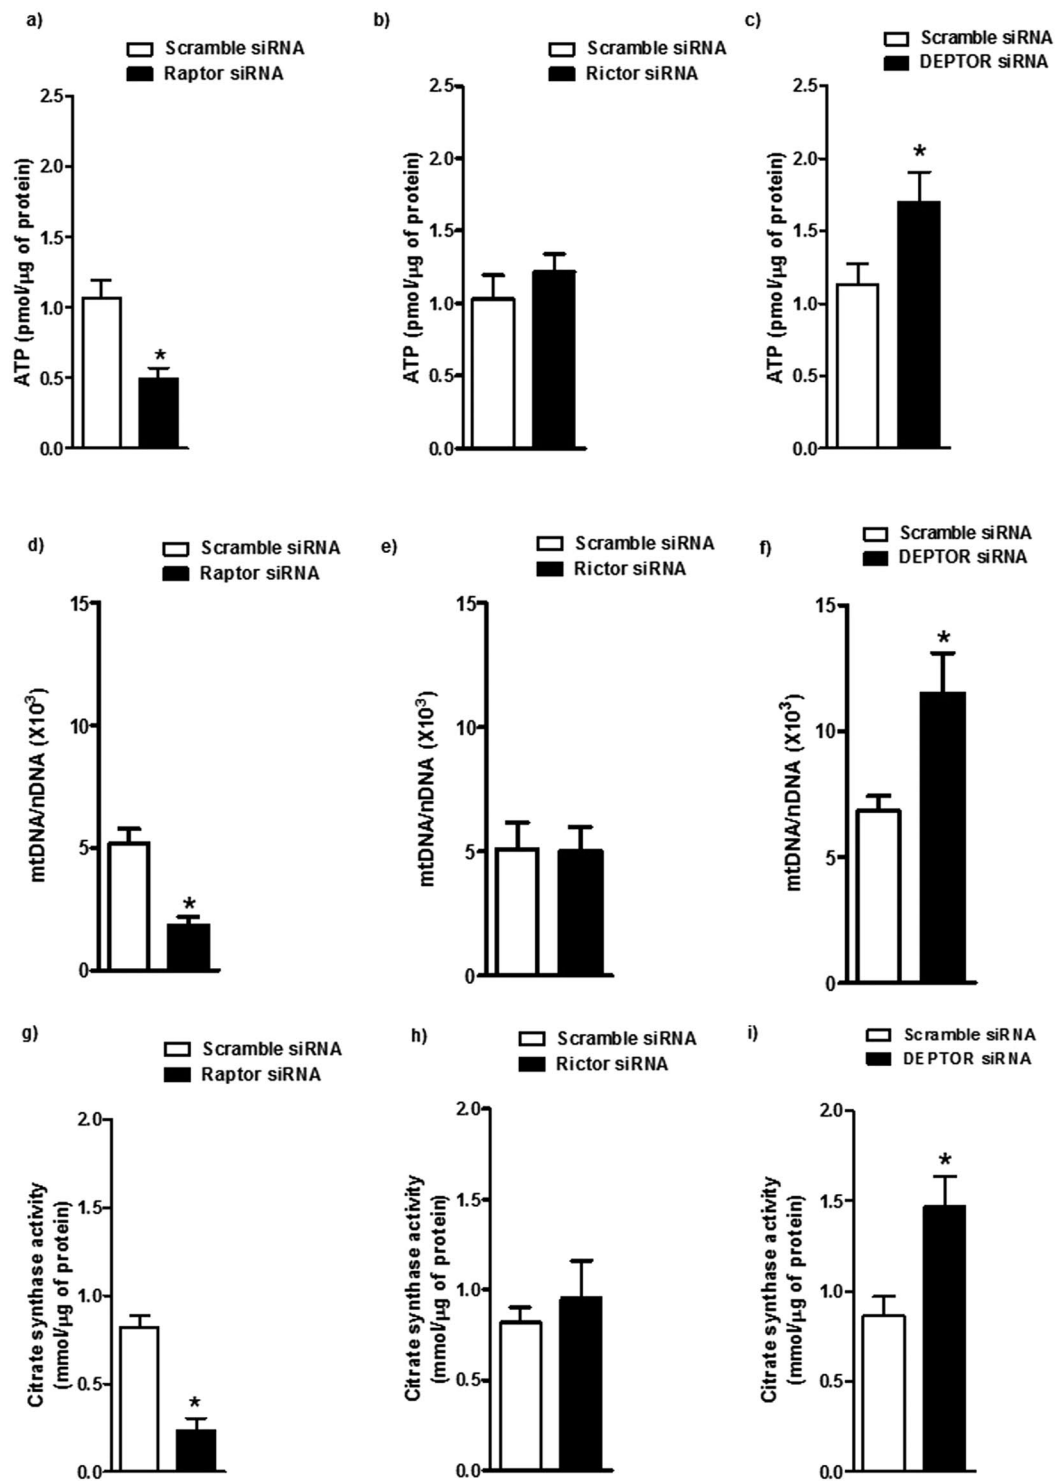 a)
Scramble siRNA
Raptor siRNA
2.5
2.0
1.5
1.0
0.5
0.0
ATP (pmol/µg of protein)
*
b)
Scramble siRNA
Rictor siRNA
2.5
2.0
1.5
1.0
0.5
0.0
ATP (pmol/µg of protein)
c)
Scramble siRNA
DEPTOR siRNA
2.5
2.0
1.5
1.0
0.5
0.0
ATP (pmol/µg of protein)
*
d)
Scramble siRNA
Raptor siRNA
15
10
5
0
mtDNA/nDNA (X10³)
*
e)
Scramble siRNA
Rictor siRNA
15
10
5
0
mtDNA/nDNA (X10³)
f)
Scramble siRNA
DEPTOR siRNA
15
10
5
0
mtDNA/nDNA (X10³)
*
g)
Scramble siRNA
Raptor siRNA
2.0
1.5
1.0
0.5
0.0
Citrate synthase activity
(mmol/µg of protein)
*
h)
Scramble siRNA
Rictor siRNA
2.0
1.5
1.0
0.5
0.0
Citrate synthase activity
(mmol/µg of protein)
i)
Scramble siRNA
DEPTOR siRNA
2.0
1.5
1.0
0.5
0.0
Citrate synthase activity
(mmol/µg of protein)
*